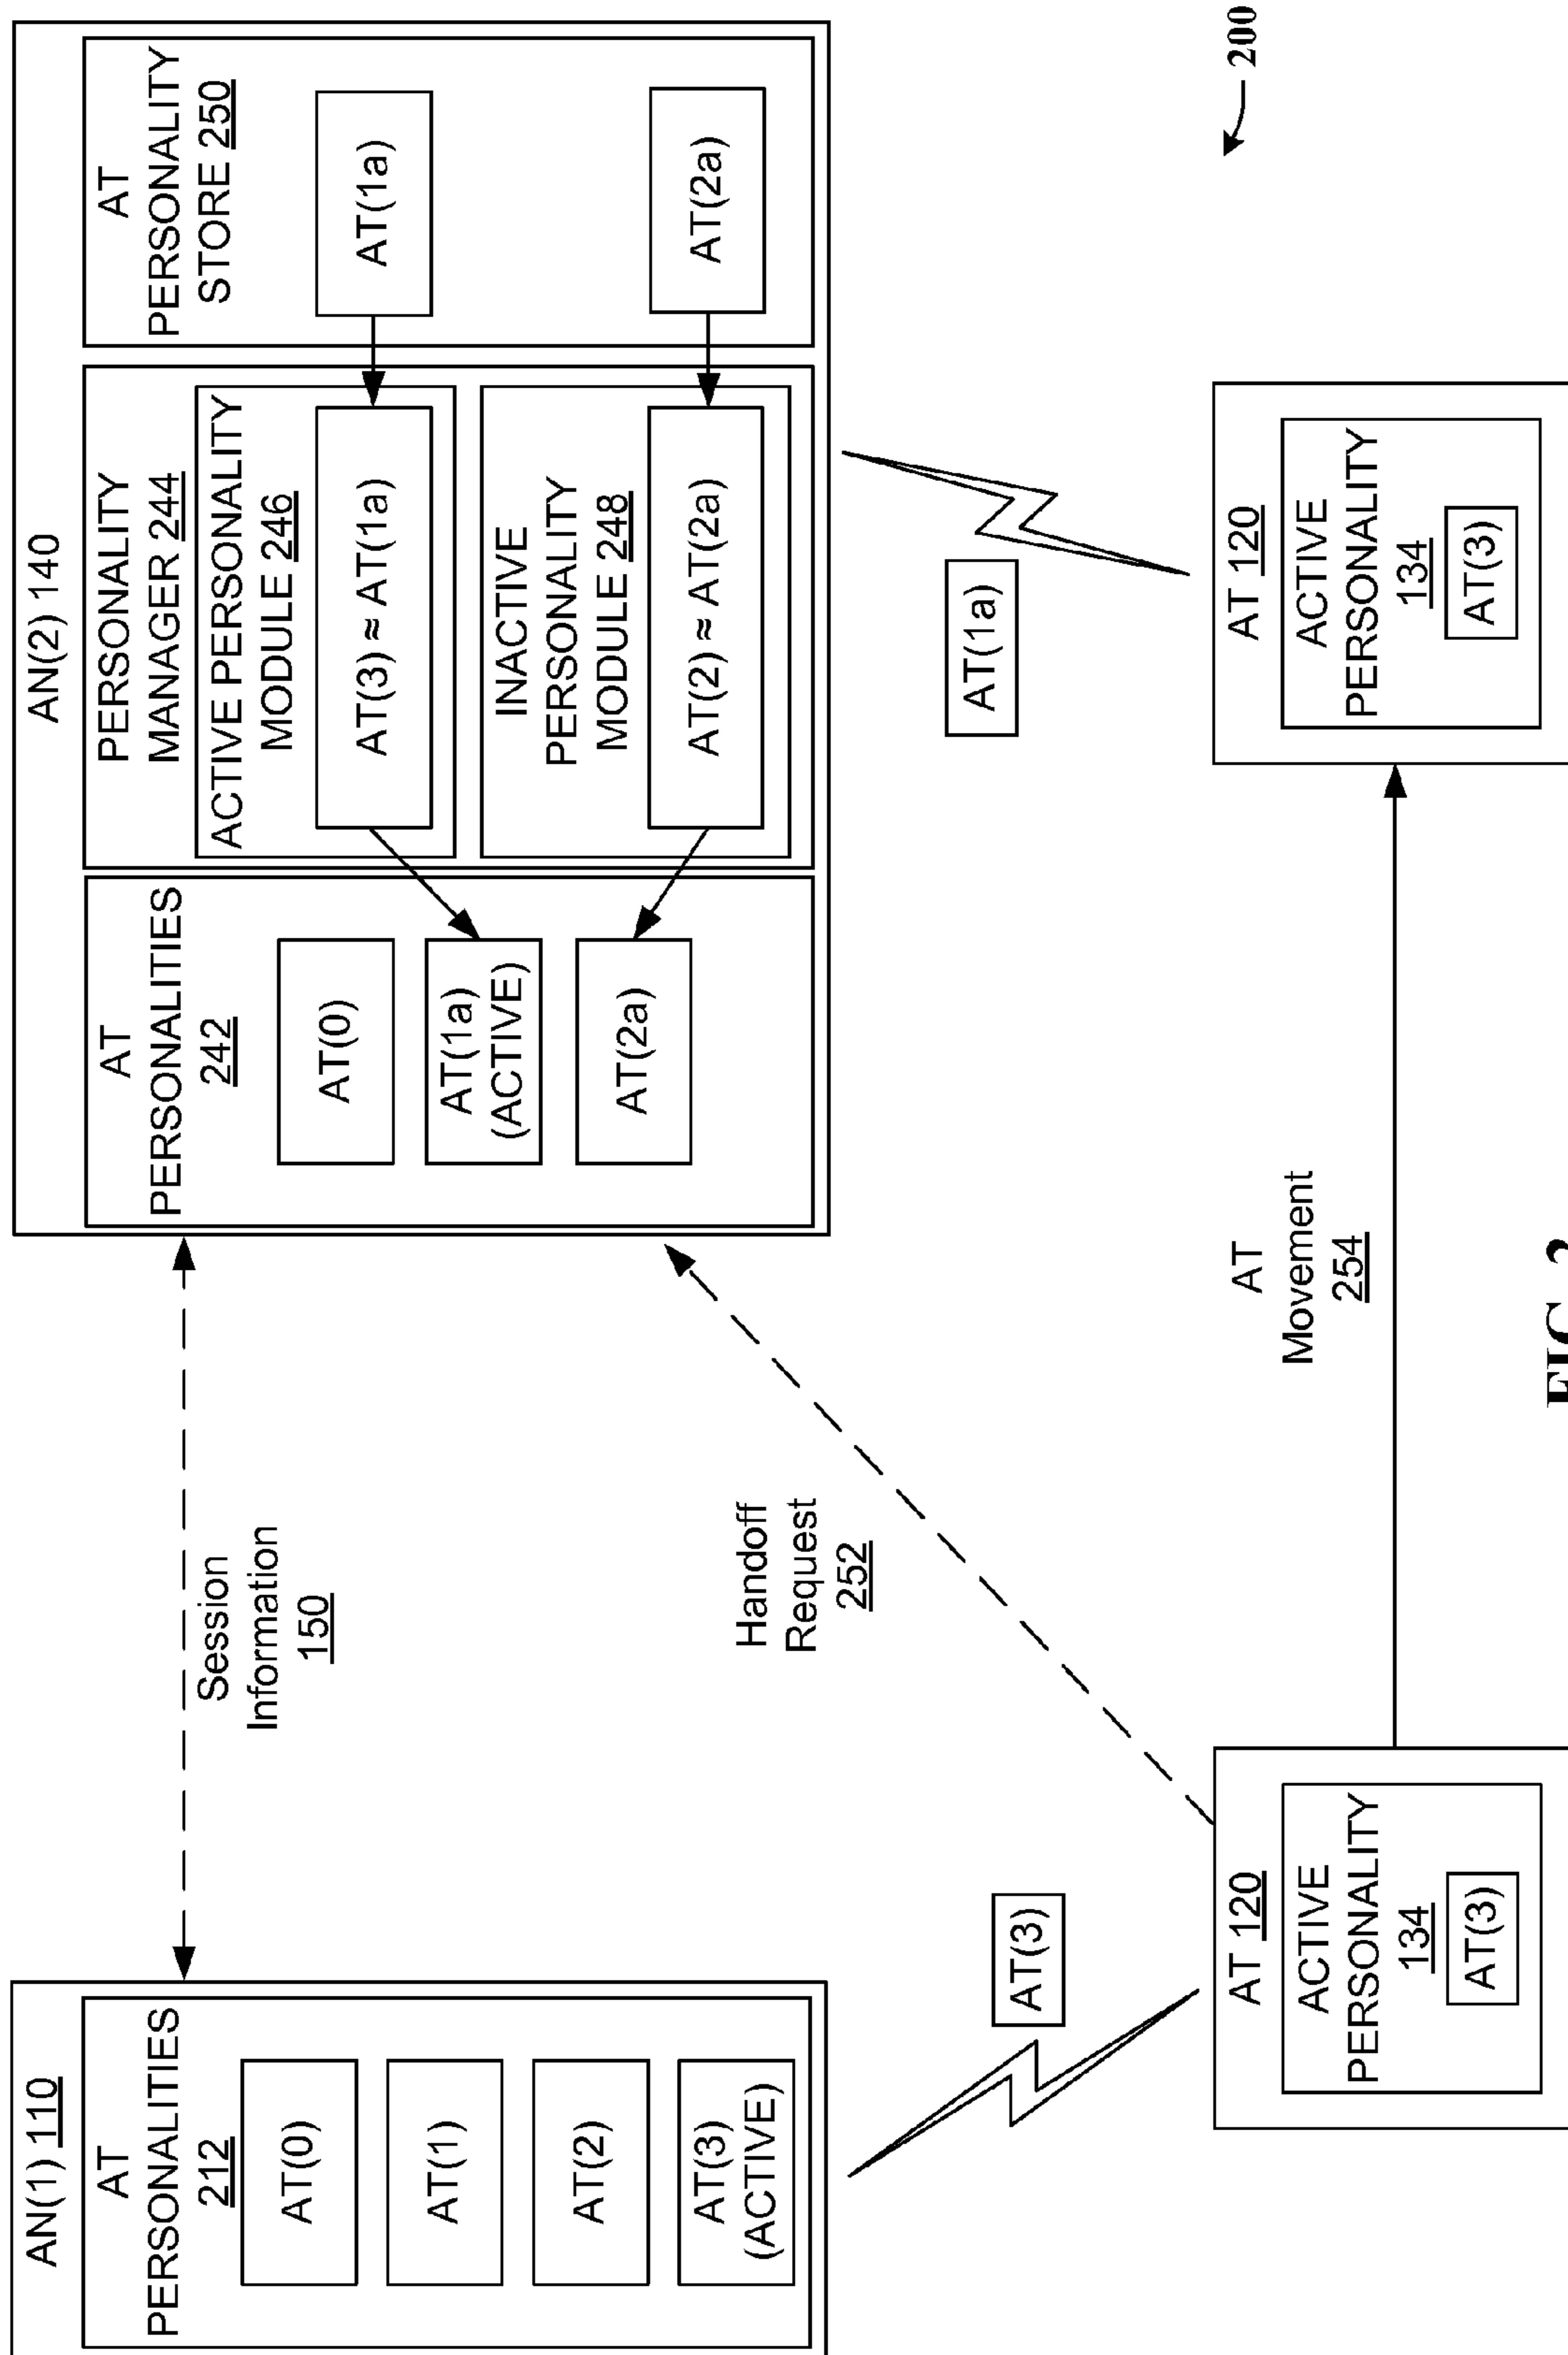 AN(1) 110
AT
PERSONALITIES
212
AT(0)
AT(1)
AT(2)
AT(3)
(ACTIVE)
Session
Information
150
AN(2) 140
AT
PERSONALITIES
242
AT(0)
AT(1a)
(ACTIVE)
AT(2a)
PERSONALITY
MANAGER 244
ACTIVE PERSONALITY
MODULE 246
AT(3) ≈ AT(1a)
INACTIVE
PERSONALITY
MODULE 248
AT(2) ≈ AT(2a)
AT
PERSONALITY
STORE 250
AT(1a)
AT(2a)
Handoff
Request
252
AT(3)
AT(1a)
AT 120
ACTIVE
PERSONALITY
134
AT(3)
AT
Movement
254
AT 120
ACTIVE
PERSONALITY
134
AT(3)
200
FIG. 2